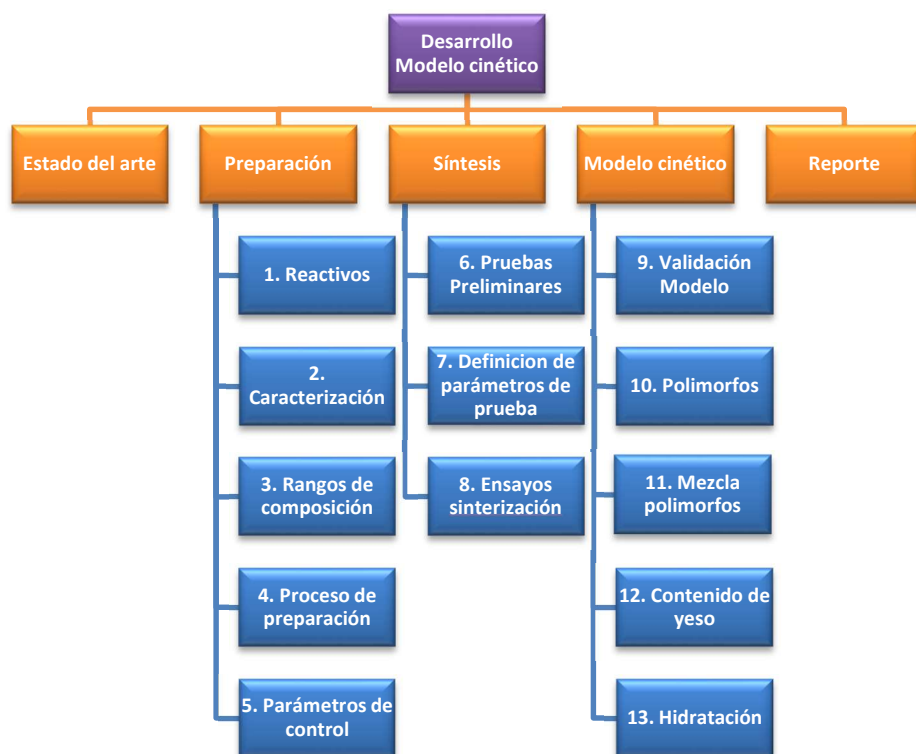 Desarrollo
Modelo cinético
Estado del arte
Preparación
Síntesis
Modelo cinético
Reporte
1. Reactivos
2.
Caracterización
3. Rangos de
composición
4. Proceso de
preparación
5. Parámetros de
control
6. Pruebas
Preliminares
7. Definicion de
parámetros de
prueba
8. Ensayos
sinterización
9. Validación
Modelo
10. Polimorfos
11. Mezcla
polimorfos
12. Contenido de
yeso
13. Hidratación